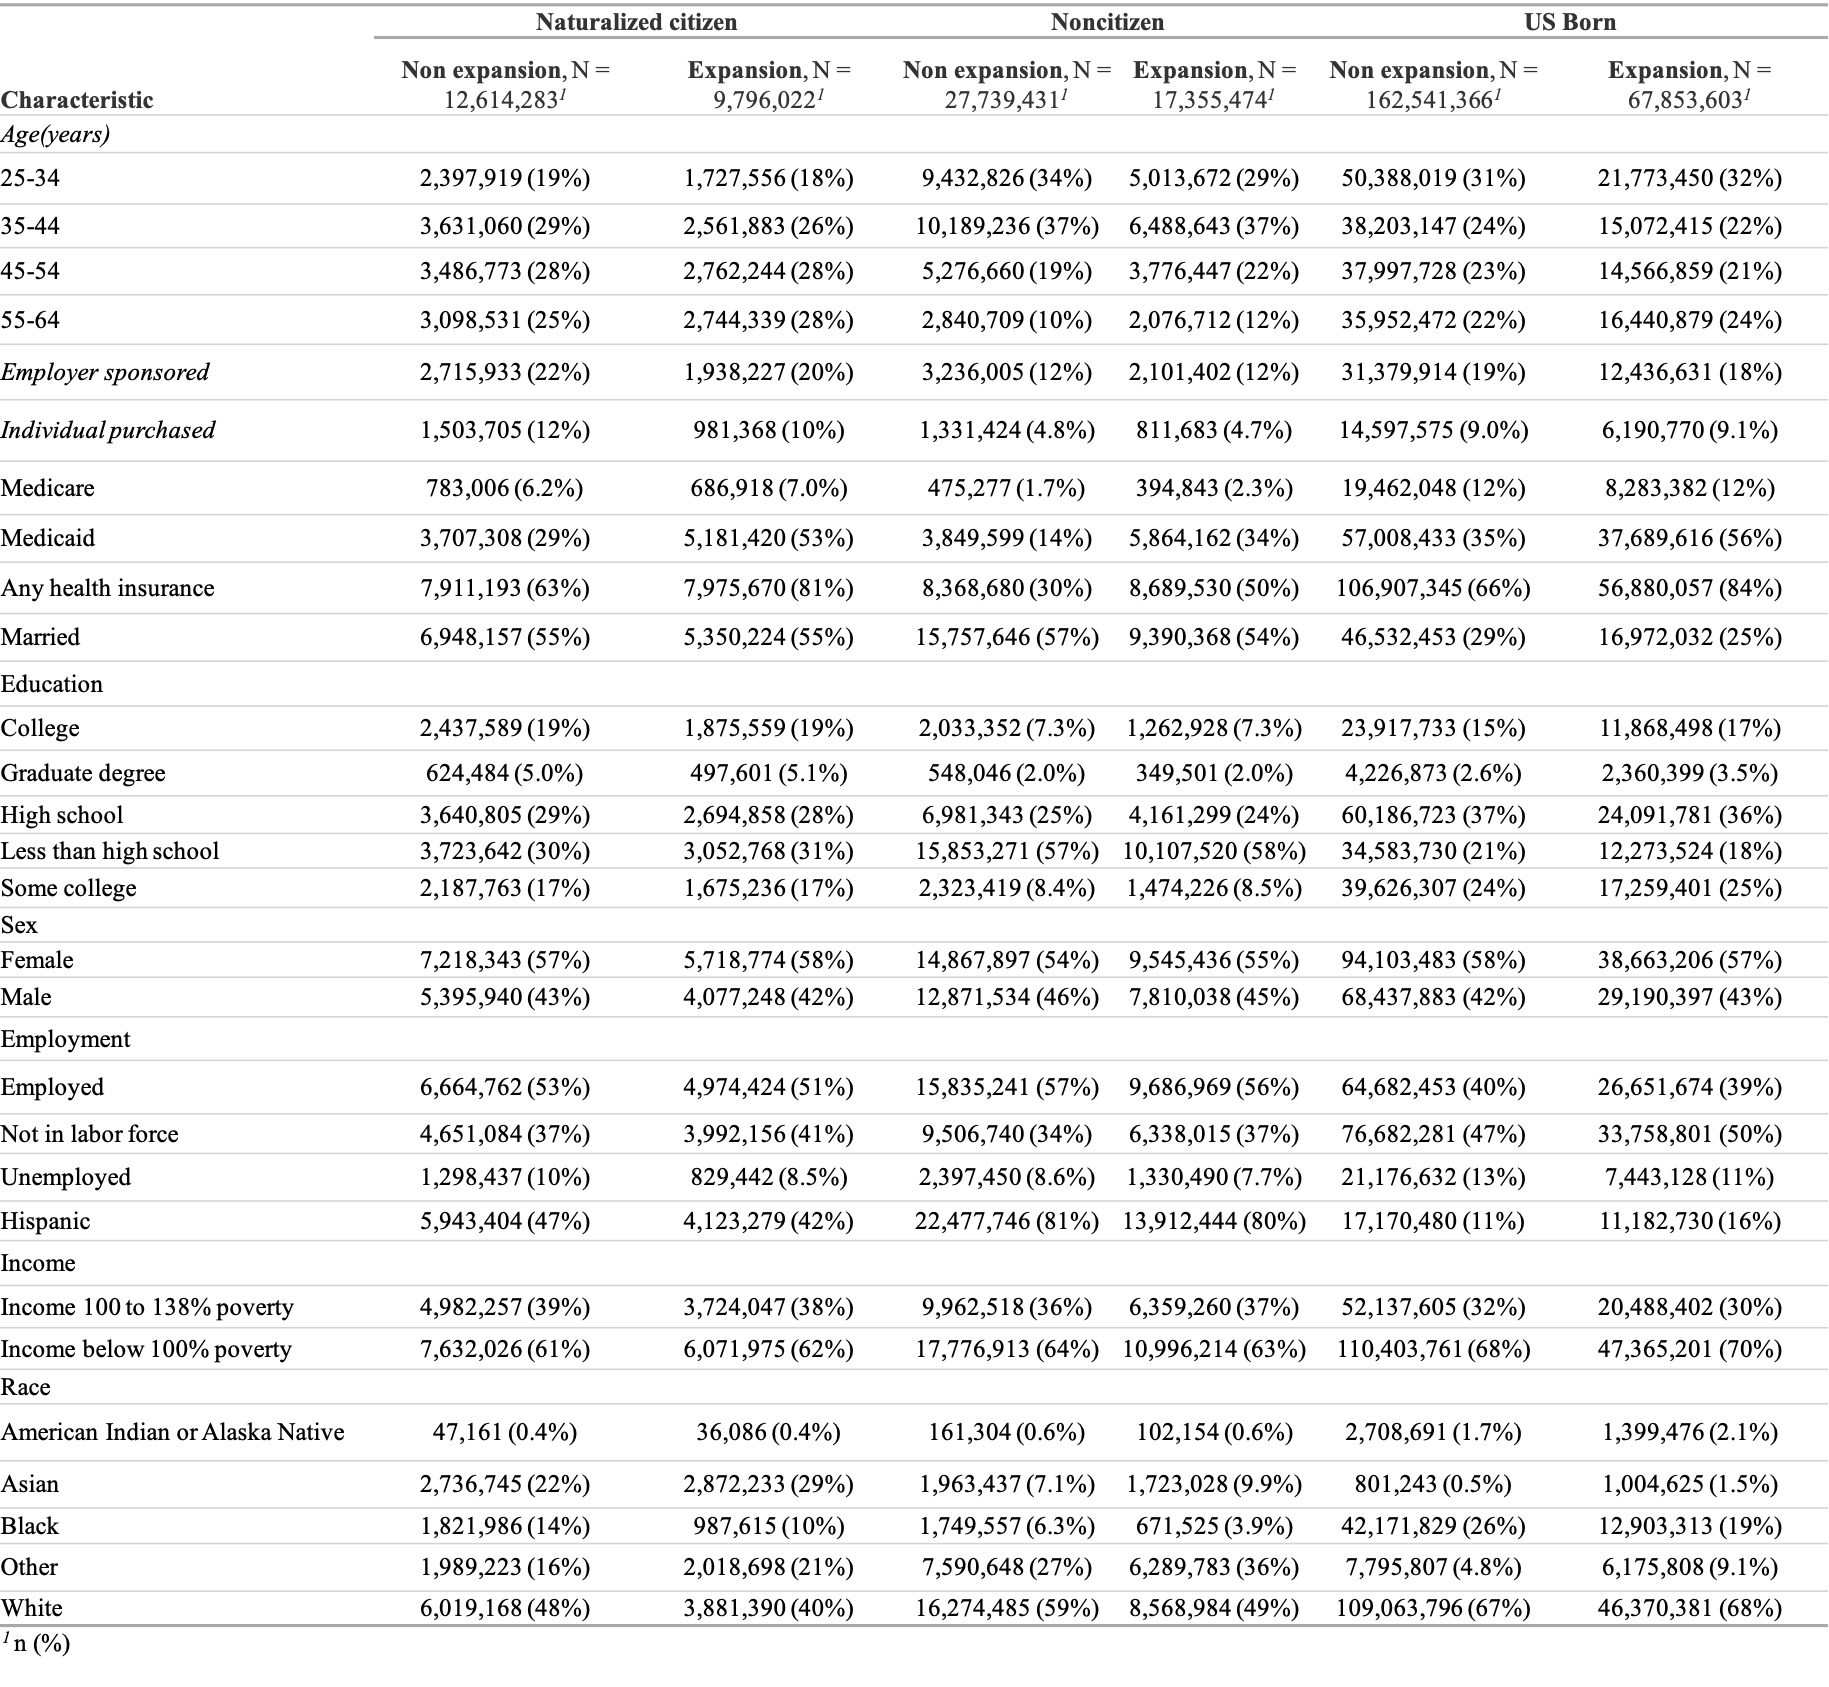 Naturalized citizen Noncitizen US Born
Non expansion, N = Expansion, N = Non expansion, N = Expansion, N = Non expansion, N = Expansion, N =
Characteristic 12,614,283¹ 9,796,022¹ 27,739,431¹ 17,355,474¹ 162,541,366¹ 67,853,603¹
Age(years)
25-34 2,397,919 (19%) 1,727,556 (18%) 9,432,826 (34%) 5,013,672 (29%) 50,388,019 (31%) 21,773,450 (32%)
35-44 3,631,060 (29%) 2,561,883 (26%) 10,189,236 (37%) 6,488,643 (37%) 38,203,147 (24%) 15,072,415 (22%)
45-54 3,486,773 (28%) 2,762,244 (28%) 5,276,660 (19%) 3,776,447 (22%) 37,997,728 (23%) 14,566,859 (21%)
55-64 3,098,531 (25%) 2,744,339 (28%) 2,840,709 (10%) 2,076,712 (12%) 35,952,472 (22%) 16,440,879 (24%)
Employer sponsored 2,715,933 (22%) 1,938,227 (20%) 3,236,005 (12%) 2,101,402 (12%) 31,379,914 (19%) 12,436,631 (18%)
Individual purchased 1,503,705 (12%) 981,368 (10%) 1,331,424 (4.8%) 811,683 (4.7%) 14,597,575 (9.0%) 6,190,770 (9.1%)
Medicare 783,006 (6.2%) 686,918 (7.0%) 475,277 (1.7%) 394,843 (2.3%) 19,462,048 (12%) 8,283,382 (12%)
Medicaid 3,707,308 (29%) 5,181,420 (53%) 3,849,599 (14%) 5,864,162 (34%) 57,008,433 (35%) 37,689,616 (56%)
Any health insurance 7,911,193 (63%) 7,975,670 (81%) 8,368,680 (30%) 8,689,530 (50%) 106,907,345 (66%) 56,880,057 (84%)
Married 6,948,157 (55%) 5,350,224 (55%) 15,757,646 (57%) 9,390,368 (54%) 46,532,453 (29%) 16,972,032 (25%)
Education
College 2,437,589 (19%) 1,875,559 (19%) 2,033,352 (7.3%) 1,262,928 (7.3%) 23,917,733 (15%) 11,868,498 (17%)
Graduate degree 624,484 (5.0%) 497,601 (5.1%) 548,046 (2.0%) 349,501 (2.0%) 4,226,873 (2.6%) 2,360,399 (3.5%)
High school 3,640,805 (29%) 2,694,858 (28%) 6,981,343 (25%) 4,161,299 (24%) 60,186,723 (37%) 24,091,781 (36%)
Less than high school 3,723,642 (30%) 3,052,768 (31%) 15,853,271 (57%) 10,107,520 (58%) 34,583,730 (21%) 12,273,524 (18%)
Some college 2,187,763 (17%) 1,675,236 (17%) 2,323,419 (8.4%) 1,474,226 (8.5%) 39,626,307 (24%) 17,259,401 (25%)
Sex
Female 7,218,343 (57%) 5,718,774 (58%) 14,867,897 (54%) 9,545,436 (55%) 94,103,483 (58%) 38,663,206 (57%)
Male 5,395,940 (43%) 4,077,248 (42%) 12,871,534 (46%) 7,810,038 (45%) 68,437,883 (42%) 29,190,397 (43%)
Employment
Employed 6,664,762 (53%) 4,974,424 (51%) 15,835,241 (57%) 9,686,969 (56%) 64,682,453 (40%) 26,651,674 (39%)
Not in labor force 4,651,084 (37%) 3,992,156 (41%) 9,506,740 (34%) 6,338,015 (37%) 76,682,281 (47%) 33,758,801 (50%)
Unemployed 1,298,437 (10%) 829,442 (8.5%) 2,397,450 (8.6%) 1,330,490 (7.7%) 21,176,632 (13%) 7,443,128 (11%)
Hispanic 5,943,404 (47%) 4,123,279 (42%) 22,477,746 (81%) 13,912,444 (80%) 17,170,480 (11%) 11,182,730 (16%)
Income
Income 100 to 138% poverty 4,982,257 (39%) 3,724,047 (38%) 9,962,518 (36%) 6,359,260 (37%) 52,137,605 (32%) 20,488,402 (30%)
Income below 100% poverty 7,632,026 (61%) 6,071,975 (62%) 17,776,913 (64%) 10,996,214 (63%) 110,403,761 (68%) 47,365,201 (70%)
Race
American Indian or Alaska Native 47,161 (0.4%) 36,086 (0.4%) 161,304 (0.6%) 102,154 (0.6%) 2,708,691 (1.7%) 1,399,476 (2.1%)
Asian 2,736,745 (22%) 2,872,233 (29%) 1,963,437 (7.1%) 1,723,028 (9.9%) 801,243 (0.5%) 1,004,625 (1.5%)
Black 1,821,986 (14%) 987,615 (10%) 1,749,557 (6.3%) 671,525 (3.9%) 42,171,829 (26%) 12,903,313 (19%)
Other 1,989,223 (16%) 2,018,698 (21%) 7,590,648 (27%) 6,289,783 (36%) 7,795,807 (4.8%) 6,175,808 (9.1%)
White 6,019,168 (48%) 3,881,390 (40%) 16,274,485 (59%) 8,568,984 (49%) 109,063,796 (67%) 46,370,381 (68%)
¹ n (%)